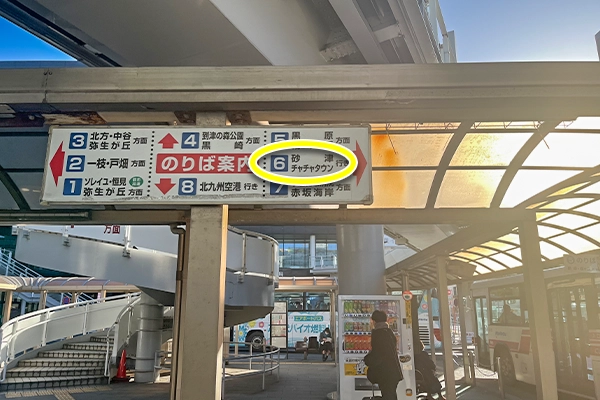 3 北方・中谷 弥生が丘 方面
2 一枝・戸畑 方面
1 ソレイユ・恒見 弥生が丘 方面
4 到津の森公園 黒崎 方面
のりば案内
8 北九州空港 行き
黒原 方面
6 砂津 チャチャタウン 行き
7 赤坂海岸
方面
バイオ燃